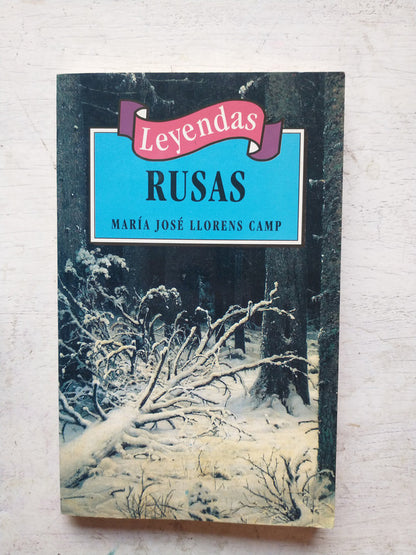 Leyendas
RUSAS
MARÍA JOSÉ LLORENS CAMP